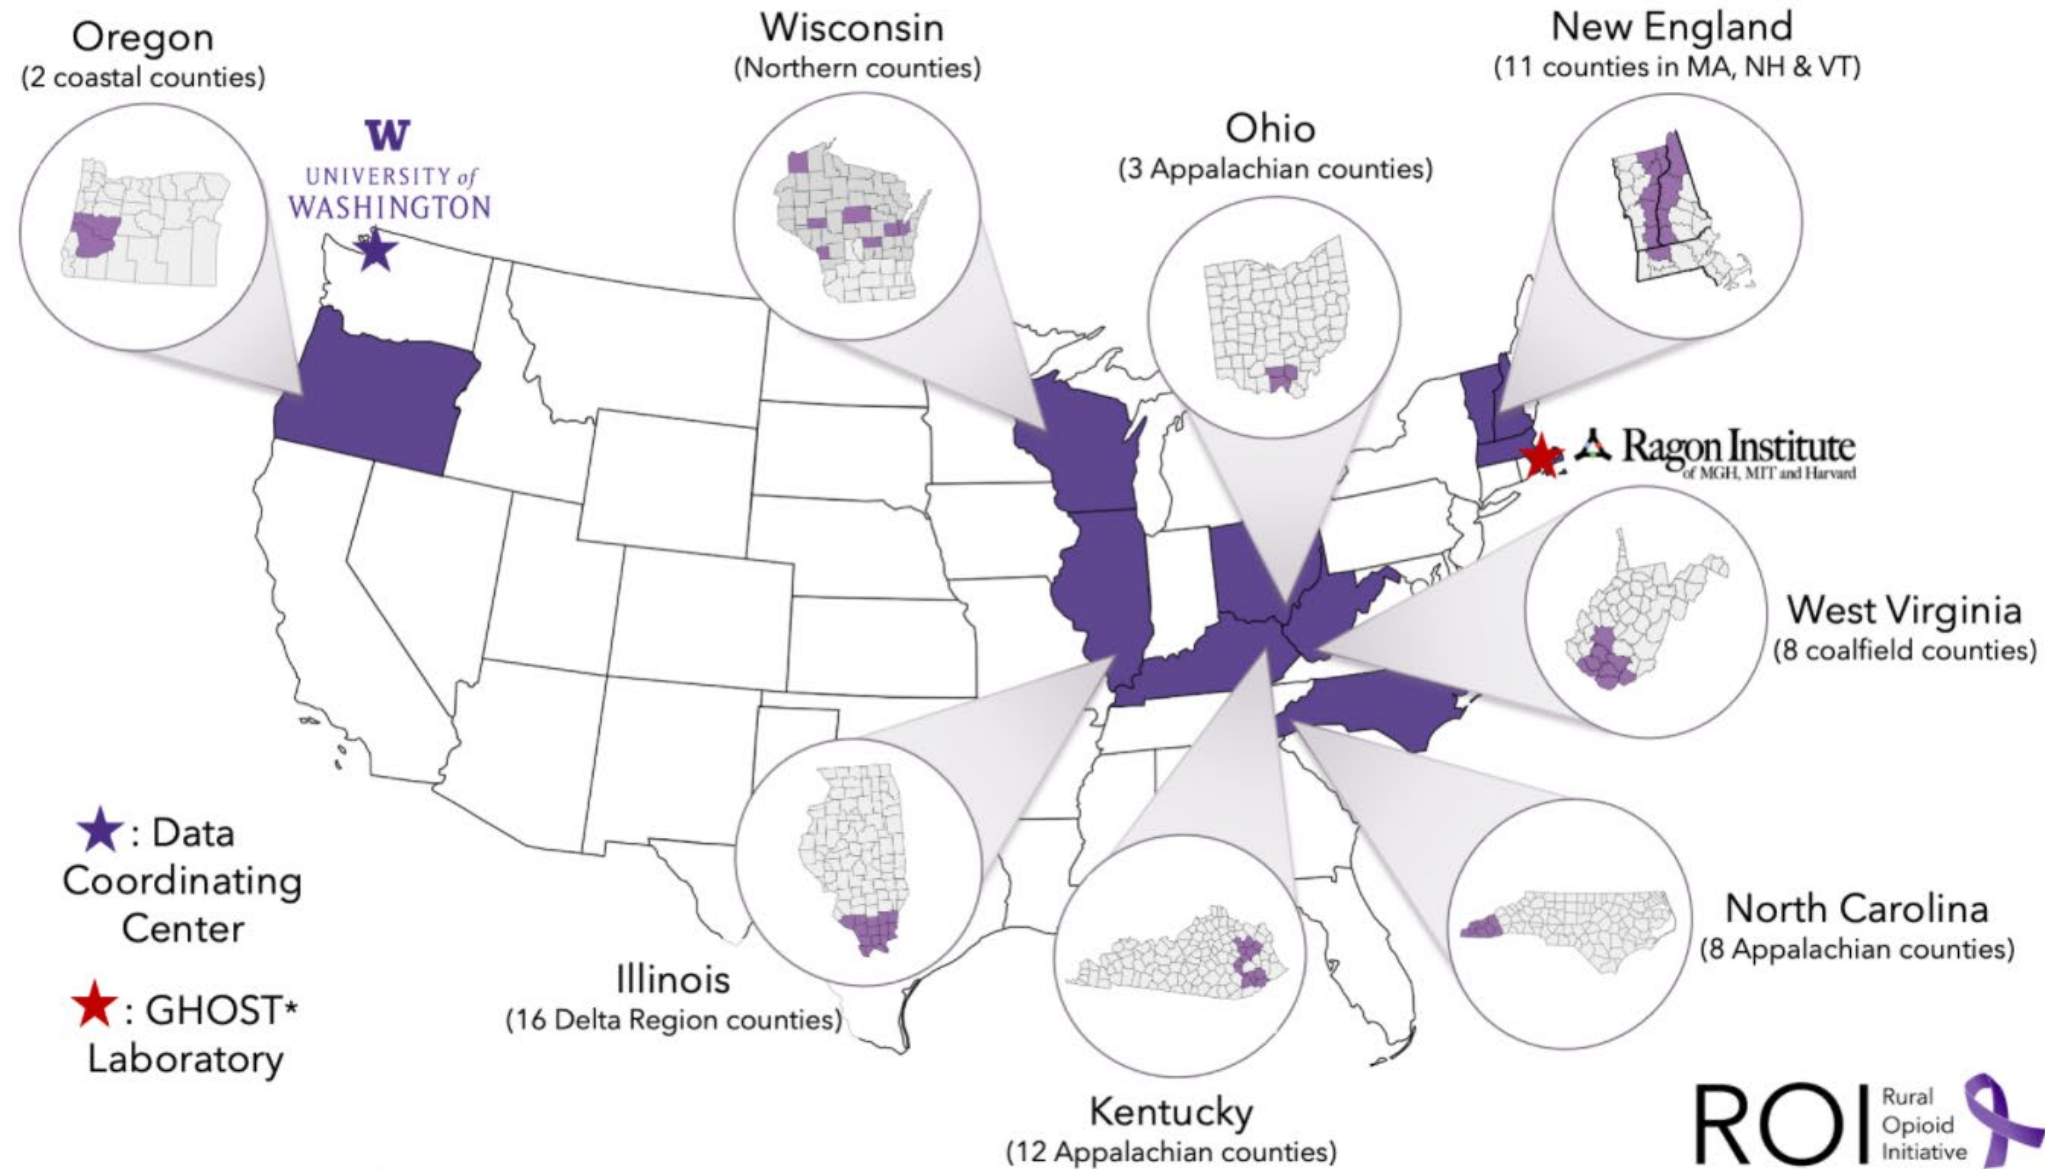 Oregon
(2 coastal counties)
W
UNIVERSITY of
WASHINGTON
Wisconsin
(Northern counties)
Ohio
(3 Appalachian counties)
New England
(11 counties in MA, NH & VT)
Ragon Institute
of MGH, MIT and Harvard
West Virginia
(8 coalfield counties)
North Carolina
(8 Appalachian counties)
Kentucky
(12 Appalachian counties)
Illinois
(16 Delta Region counties)
: Data
Coordinating
Center
: GHOST*
Laboratory
ROI
Rural
Opioid
Initiative